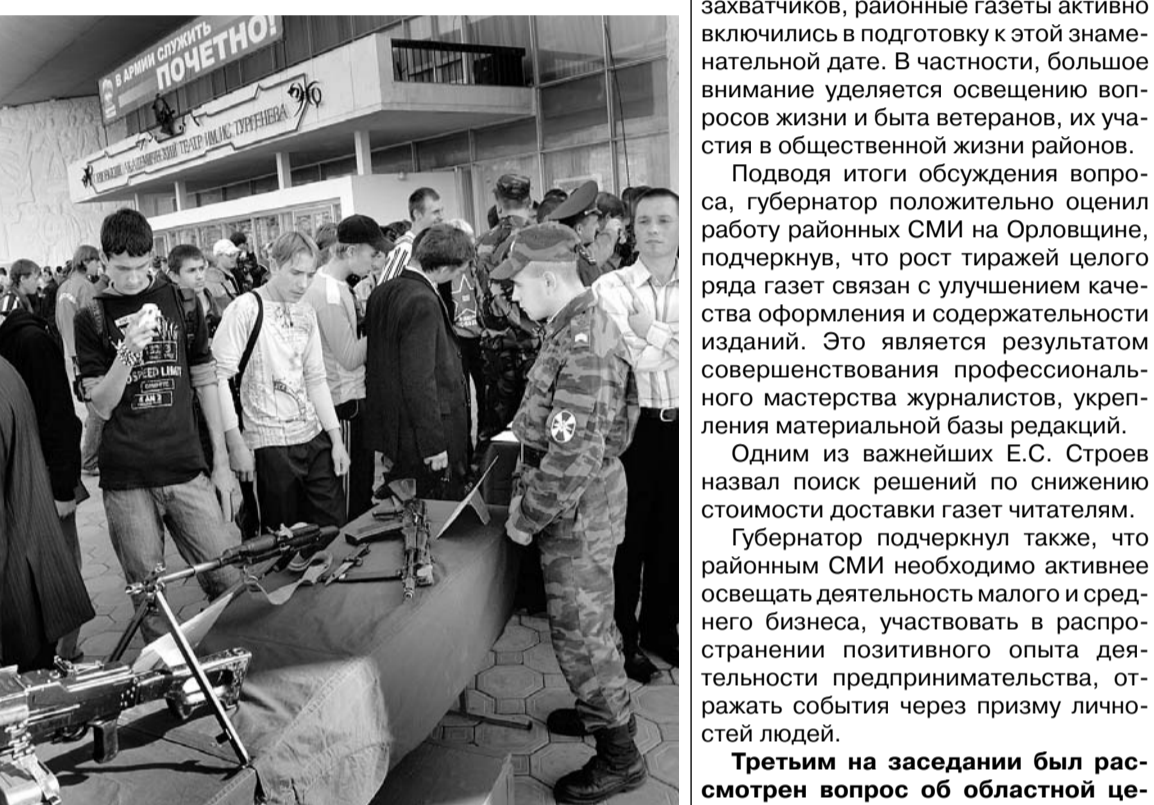 В АРМИИ СЛУЖИТЬ
ПОЧЕТНО!
АКАДЕМИЧЕСКИЙ ТЕАТР ИМ. И.С. ТУРГЕНЕВА
SPEED LIMIT
захватчиков, районные газеты активно
включились в подготовку к этой знаме-
нательной дате. В частности, большое
внимание уделяется освещению воп-
росов жизни и быта ветеранов, их уча-
стия в общественной жизни районов.
Подводя итоги обсуждения вопро-
са, губернатор положительно оценил
работу районных СМИ на Орловщине,
подчеркнув, что рост тиражей целого
ряда газет связан с улучшением каче-
ства оформления и содержательности
изданий. Это является результатом
совершенствования профессиональ-
ного мастерства журналистов, укреп-
ления материальной базы редакций.
Одним из важнейших Е.С. Строев
назвал поиск решений по снижению
стоимости доставки газет читателям.
Губернатор подчеркнул также, что
районным СМИ необходимо активнее
освещать деятельность малого и сред-
него бизнеса, участвовать в распро-
странении позитивного опыта дея-
тельности предпринимательства, от-
ражать события через призму лично-
стей людей.
Третьим на заседании был рас-
смотрен вопрос об областной це-